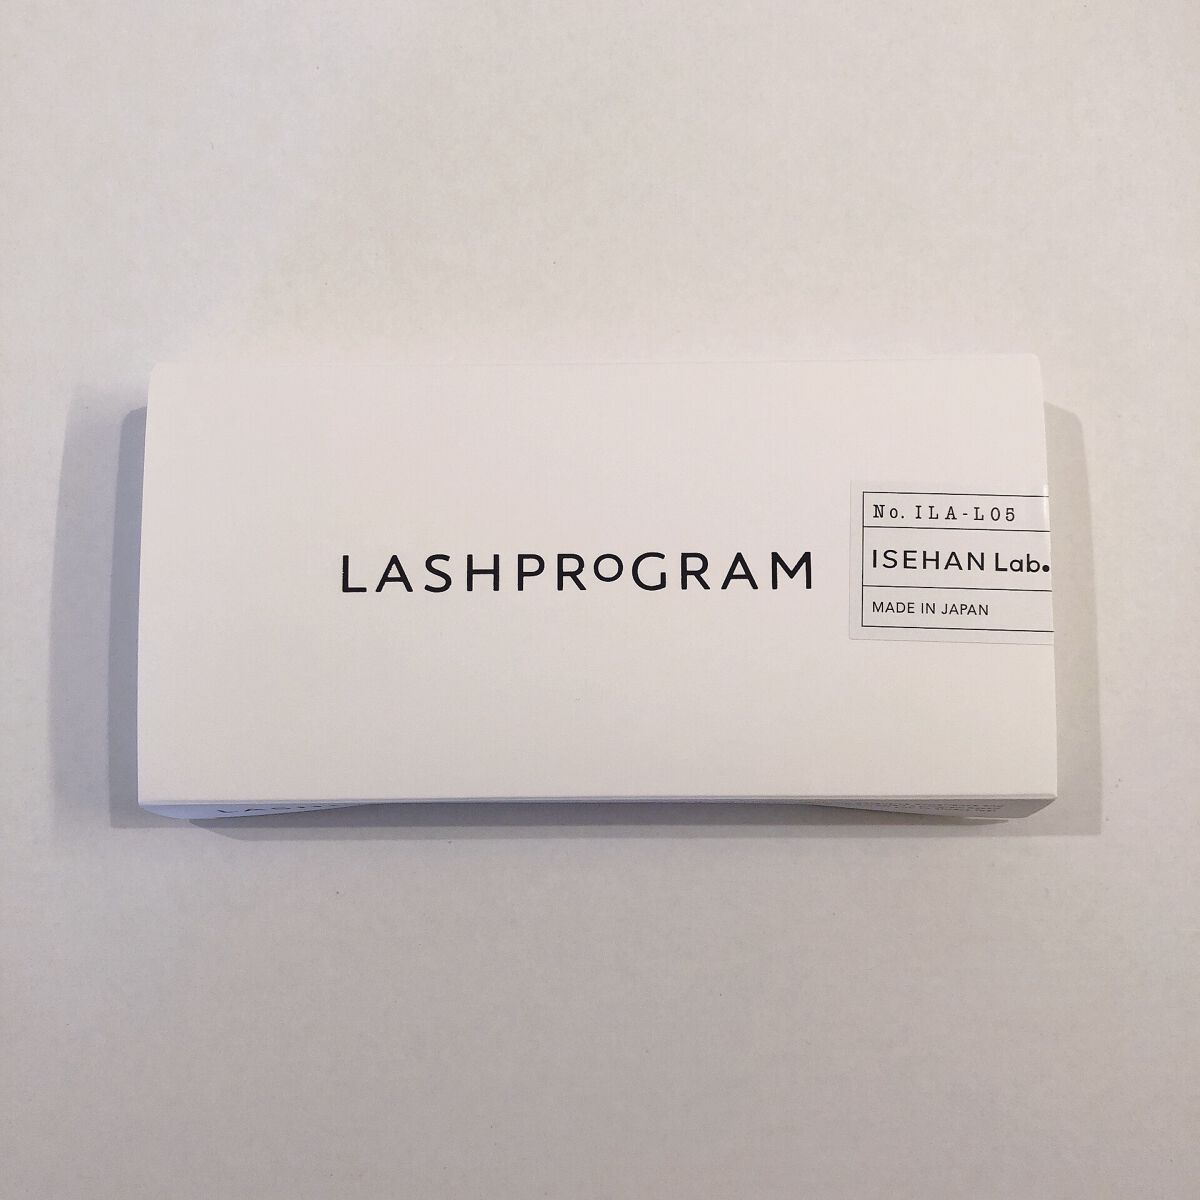 LASHPROGRAM
No. ILA-L05
ISEHAN Lab.
MADE IN JAPAN